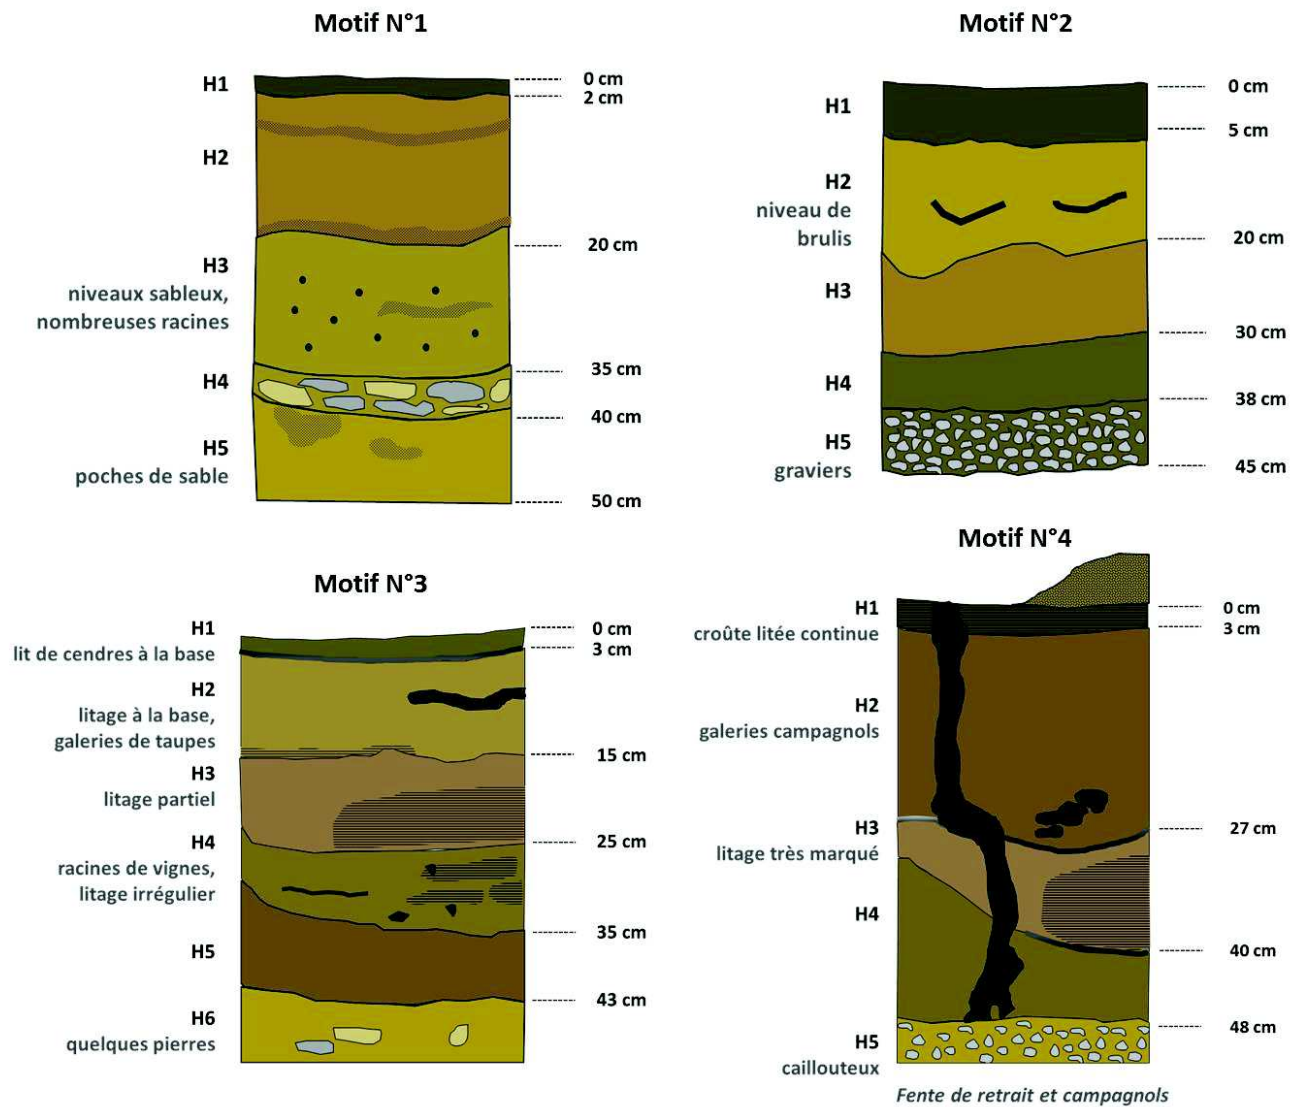 Motif N°1
H1
0 cm
2 cm
H2
20 cm
H3
niveaux sableux,
nombreuses racines
35 cm
H4
40 cm
H5
poches de sable
50 cm
Motif N°2
0 cm
H1
5 cm
H2
niveau de
brulis
20 cm
H3
30 cm
H4
38 cm
H5
graviers
45 cm
Motif N°3
H1
0 cm
lit de cendres à la base
3 cm
H2
litage à la base,
galeries de taupes
15 cm
H3
litage partiel
H4
25 cm
racines de vignes,
litage irrégulier
35 cm
H5
43 cm
H6
quelques pierres
Motif N°4
H1
0 cm
croûte litée continue
3 cm
H2
galeries campagnols
H3
27 cm
litage très marqué
H4
40 cm
48 cm
H5
caillouteux
Fente de retrait et campagnols